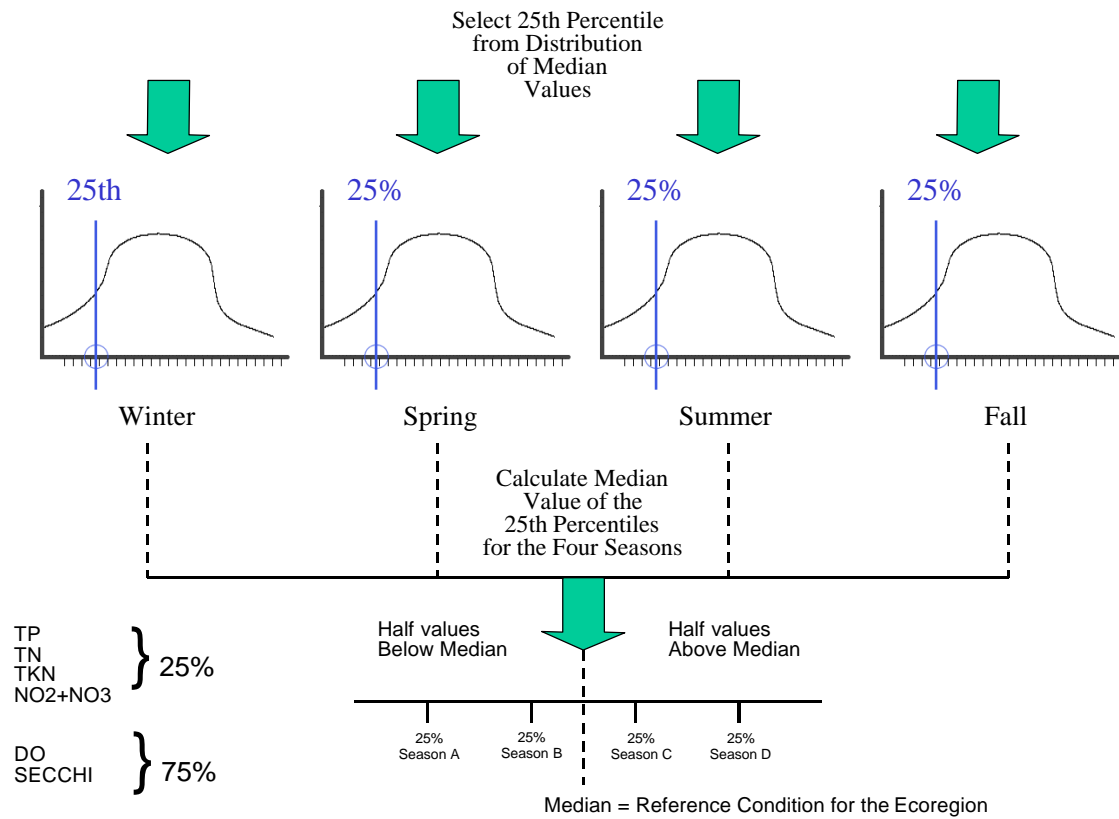 Select 25th Percentile
from Distribution
of Median
Values
25th
25%
25%
25%
Winter
Spring
Summer
Fall
Calculate Median
Value of the
25th Percentiles
for the Four Seasons
TP
TN
TKN
NO2+NO3
} 25%
DO
SECCHI
} 75%
Half values
Below Median
Half values
Above Median
25%
Season A
25%
Season B
25%
Season C
25%
Season D
Median = Reference Condition for the Ecoregion